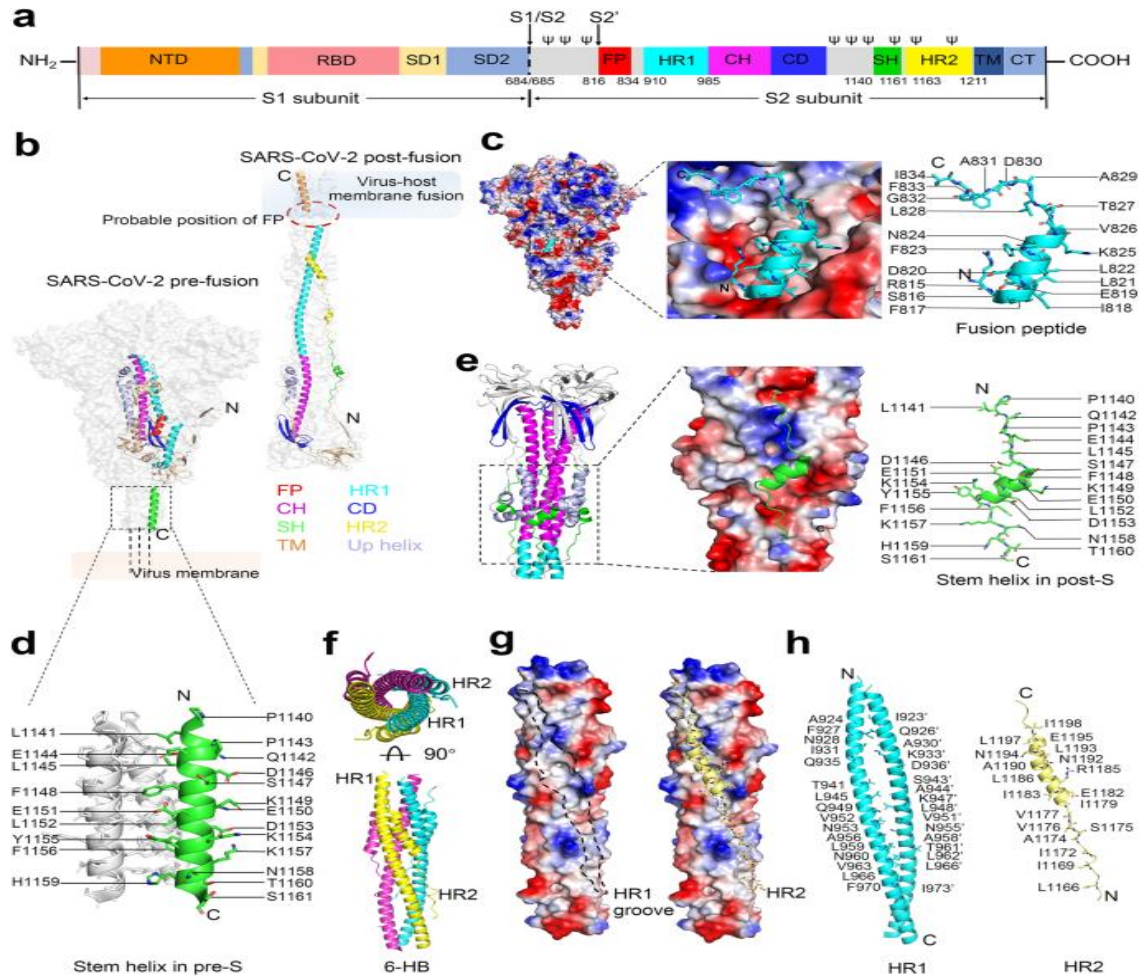 a
S1/S2
S2'
ψ ψ ψ
ψ ψ ψ ψ ψ
NH₂
NTD
RBD
SD1
SD2
FP
HR1
CH
CD
SH
HR2
TM
CT
COOH
684/685
816
834
910
985
1140
1161
1163
1211
S1 subunit
S2 subunit
b
SARS-CoV-2 post-fusion
C
Virus-host
membrane fusion
Probable position of FP
SARS-CoV-2 pre-fusion
N
N
C
FP
HR1
CH
CD
SH
HR2
TM
Up helix
Virus membrane
c
C
N
C
A831
D830
I834
F833
G832
L828
N824
F823
D820
N
R815
S816
F817
A829
T827
V826
K825
L822
L821
E819
I818
Fusion peptide
e
C
N
L1141
D1146
E1151
K1154
Y1155
F1156
K1157
H1159
S1161
P1140
Q1142
P1143
E1144
L1145
S1147
F1148
K1149
E1150
L1152
D1153
N1158
T1160
C
Stem helix in post-S
d
N
L1141
E1144
L1145
F1148
E1151
L1152
Y1155
F1156
H1159
P1140
P1143
Q1142
D1146
S1147
K1149
E1150
D1153
K1154
K1157
N1158
T1160
S1161
C
Stem helix in pre-S
f
HR2
HR1
90°
HR1
HR2
6-HB
g
HR1
groove
HR2
h
N
A924
F927
N928
I931
Q935
T941
L945
Q949
V952
N953
A956
L959
N960
V963
L966
F970
I923'
Q926'
A930'
K933'
D936'
S943'
A944'
K947'
L948'
V951'
N955'
A958'
T961'
L962'
L966'
I973'
C
HR1
C
I1198
L1197
E1195
N1194
L1193
A1190
N1192
L1186
R1185
I1183
E1182
I1179
V1177
V1176
S1175
A1174
I1172
I1169
L1166
N
HR2